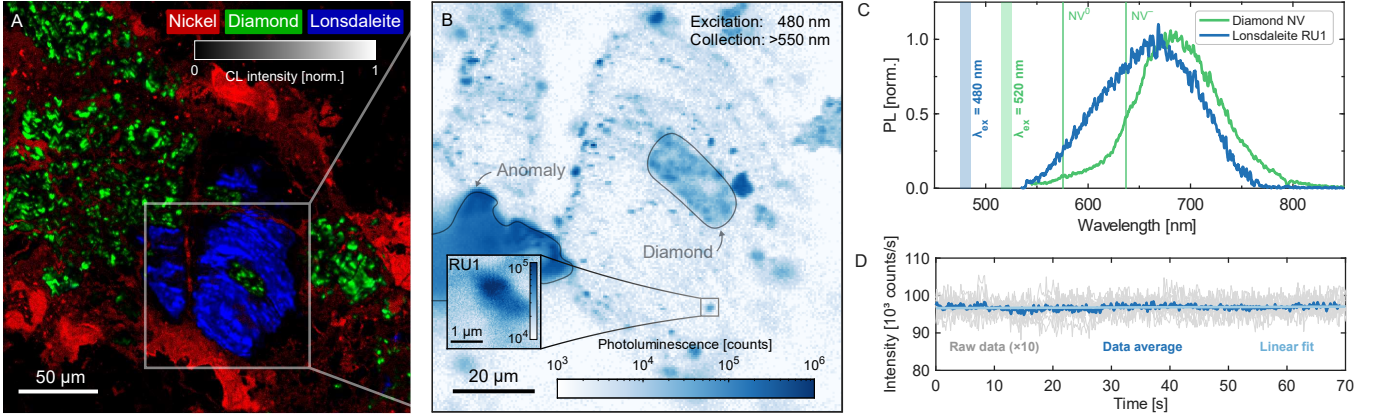 A
Nickel Diamond Lonsdaleite
0 1
CL intensity [norm.]
50 µm
B
Excitation: 480 nm
Collection: >550 nm
Anomaly
Diamond
RU1
10⁵
10⁴
1 µm
Photoluminescence [counts]
10³ 10⁴ 10⁵ 10⁶
20 µm
C
NV⁰ NV⁻
Diamond NV
Lonsdaleite RU1
λex = 480 nm
λex = 520 nm
PL [norm.]
1.0
0.5
0.0
500 600 700 800
Wavelength [nm]
D
Intensity [10³ counts/s]
110
100
90
80
Raw data (×10) Data average Linear fit
0 10 20 30 40 50 60 70
Time [s]